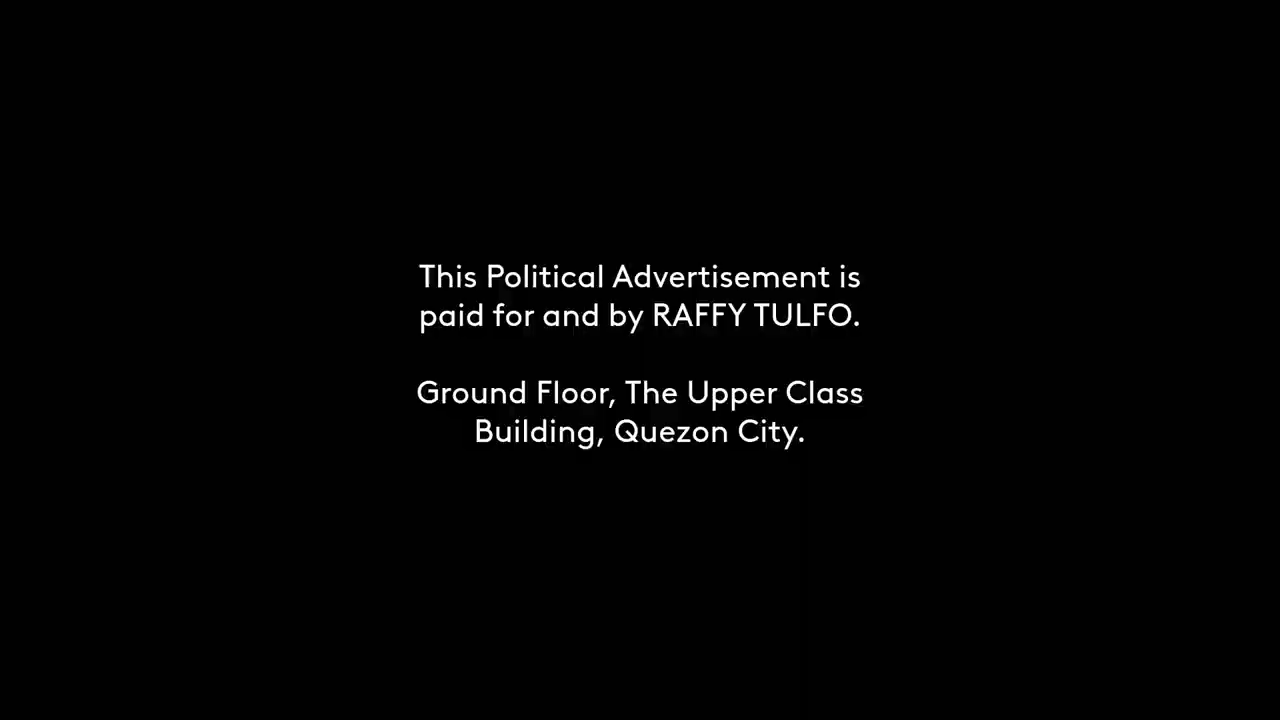 This Political Advertisement is
paid for and by RAFFY TULFO.
Ground Floor, The Upper Class
Building, Quezon City.